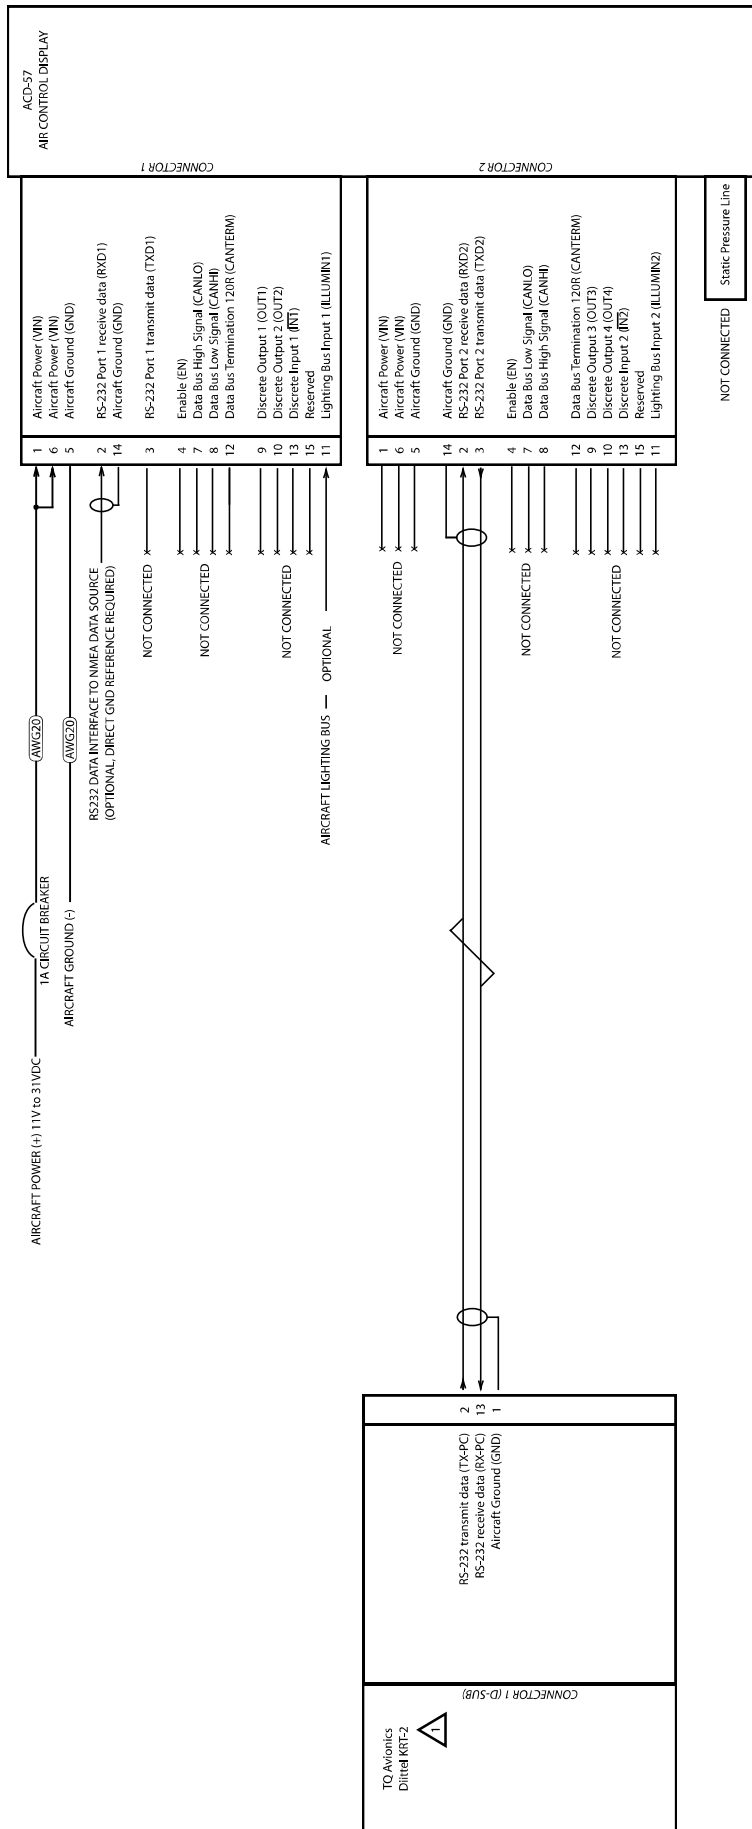 ACD-57
AIR CONTROL DISPLAY
CONNECTOR 1
1 Aircraft Power (VIN)
6 Aircraft Power (VIN)
5 Aircraft Ground (GND)
2 RS-232 Port 1 receive data (RXD1)
14 Aircraft Ground (GND)
3 RS-232 Port 1 transmit data (TXD1)
4 Enable (EN)
7 Data Bus High Signal (CANLO)
8 Data Bus Low Signal (CANHI)
12 Data Bus Termination 120R (CANTERM)
9 Discrete Output 1 (OUT1)
10 Discrete Output 2 (OUT2)
13 Discrete Input 1 (IN1)
15 Reserved
11 Lighting Bus Input 1 (ILLUMIN1)
AIRCRAFT POWER (+) 11V to 31VDC
1A CIRCUIT BREAKER
AWG20
AIRCRAFT GROUND (-)
AWG20
RS232 DATA INTERFACE TO NMEA DATA SOURCE
(OPTIONAL, DIRECT GND REFERENCE REQUIRED)
NOT CONNECTED
NOT CONNECTED
NOT CONNECTED
AIRCRAFT LIGHTING BUS
OPTIONAL
CONNECTOR 2
1 Aircraft Power (VIN)
6 Aircraft Power (VIN)
5 Aircraft Ground (GND)
14 Aircraft Ground (GND)
2 RS-232 Port 2 receive data (RXD2)
3 RS-232 Port 2 transmit data (TXD2)
4 Enable (EN)
7 Data Bus Low Signal (CANLO)
8 Data Bus High Signal (CANHI)
12 Data Bus Termination 120R (CANTERM)
9 Discrete Output 3 (OUT3)
10 Discrete Output 4 (OUT4)
13 Discrete Input 2 (IN2)
15 Reserved
11 Lighting Bus Input 2 (ILLUMIN2)
NOT CONNECTED
NOT CONNECTED
NOT CONNECTED
Static Pressure Line
NOT CONNECTED
TQ Avionics
Diittel KRT-2
1
CONNECTOR 1 (D-SUB)
RS-232 transmit data (TX-PC) 2
RS-232 receive data (RX-PC) 13
Aircraft Ground (GND) 1